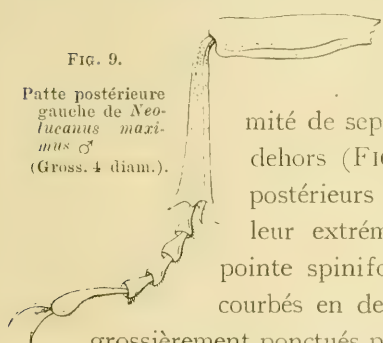 FIG. 9.
Patte postérieure
gauche de Neo-
lucanus maxi-
mus ♂
(Gross. 4 diam.).
mité de sep
dehors (FI
postérieurs
leur extrém
pointe spinifo
courbés en de
grossièrement ponctués p